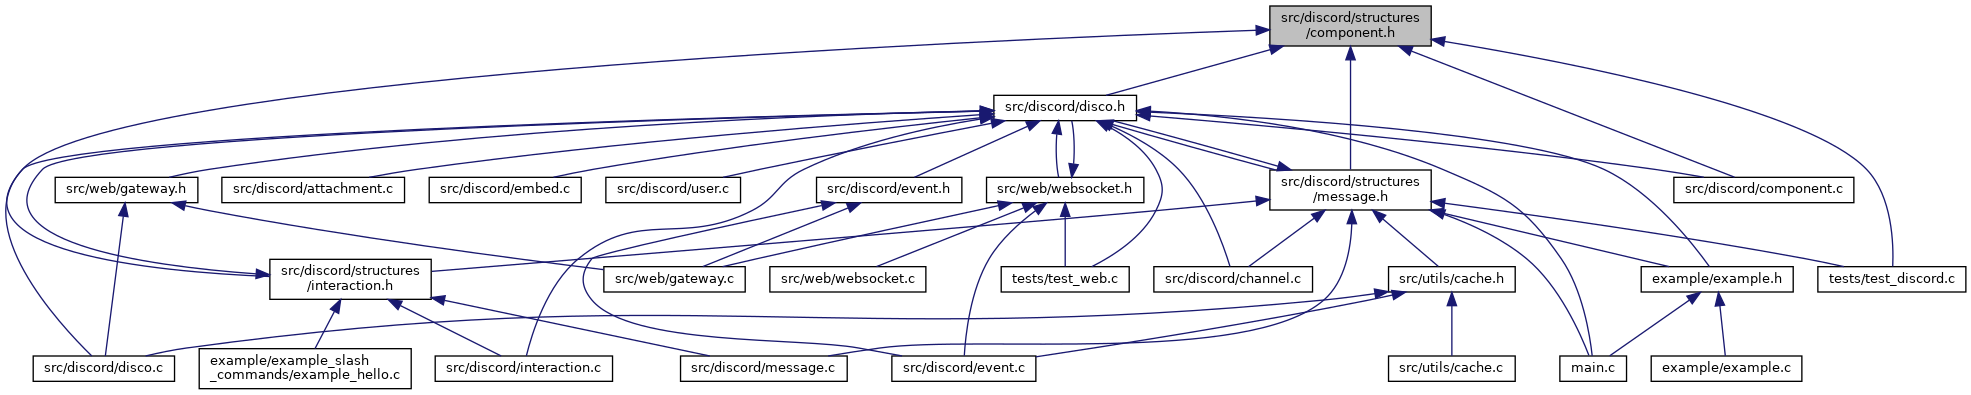 src/discord/structures
/component.h
src/discord/disco.h
src/web/gateway.h
src/discord/attachment.c
src/discord/embed.c
src/discord/user.c
src/discord/event.h
src/web/websocket.h
src/discord/structures
/message.h
src/discord/component.c
src/discord/structures
/interaction.h
src/web/gateway.c
src/web/websocket.c
tests/test_web.c
src/discord/channel.c
src/utils/cache.h
example/example.h
tests/test_discord.c
src/discord/disco.c
example/example_slash
_commands/example_hello.c
src/discord/interaction.c
src/discord/message.c
src/discord/event.c
src/utils/cache.c
main.c
example/example.c